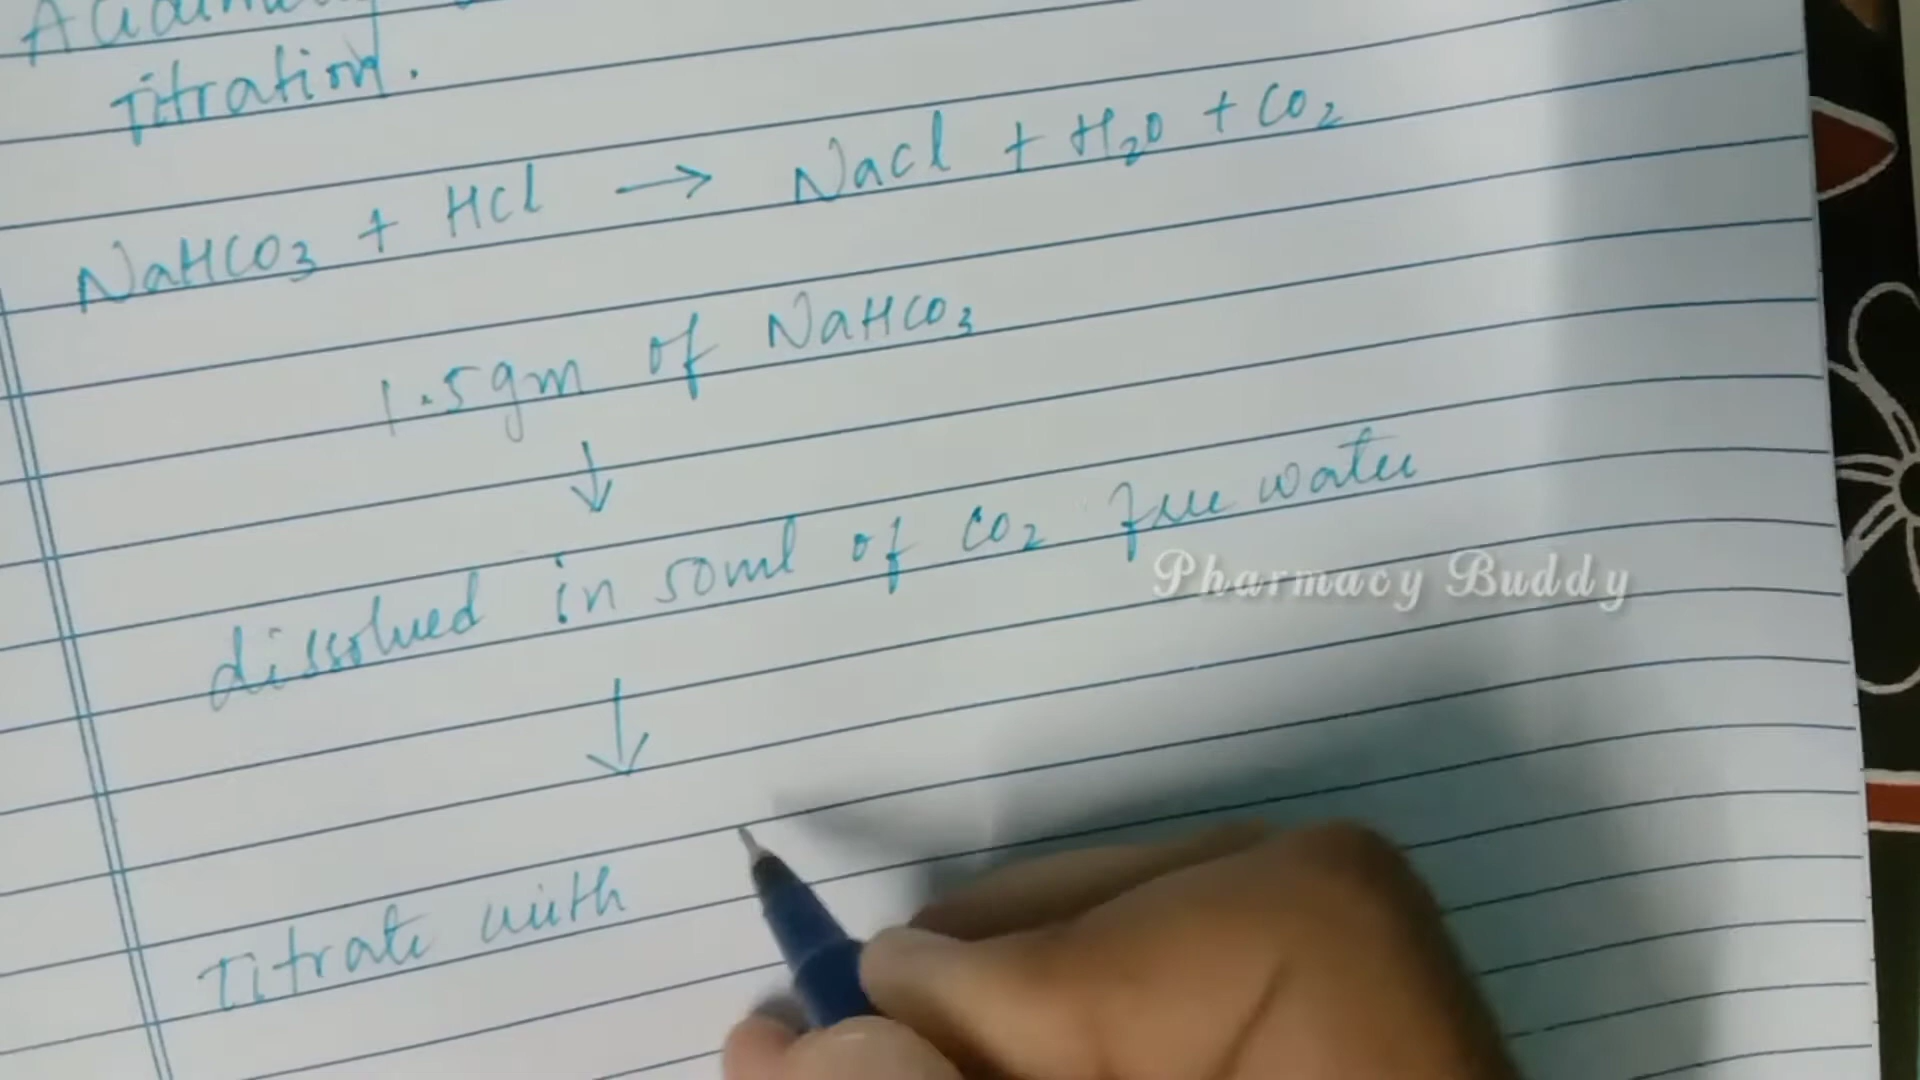 Titration.
NaHCO3 + HCl → NaCl + H2O + CO2
1.5gm of NaHCO3
↓
dissolved in 50ml of CO2 free water
Pharmacy Buddy
↓
Titrate with